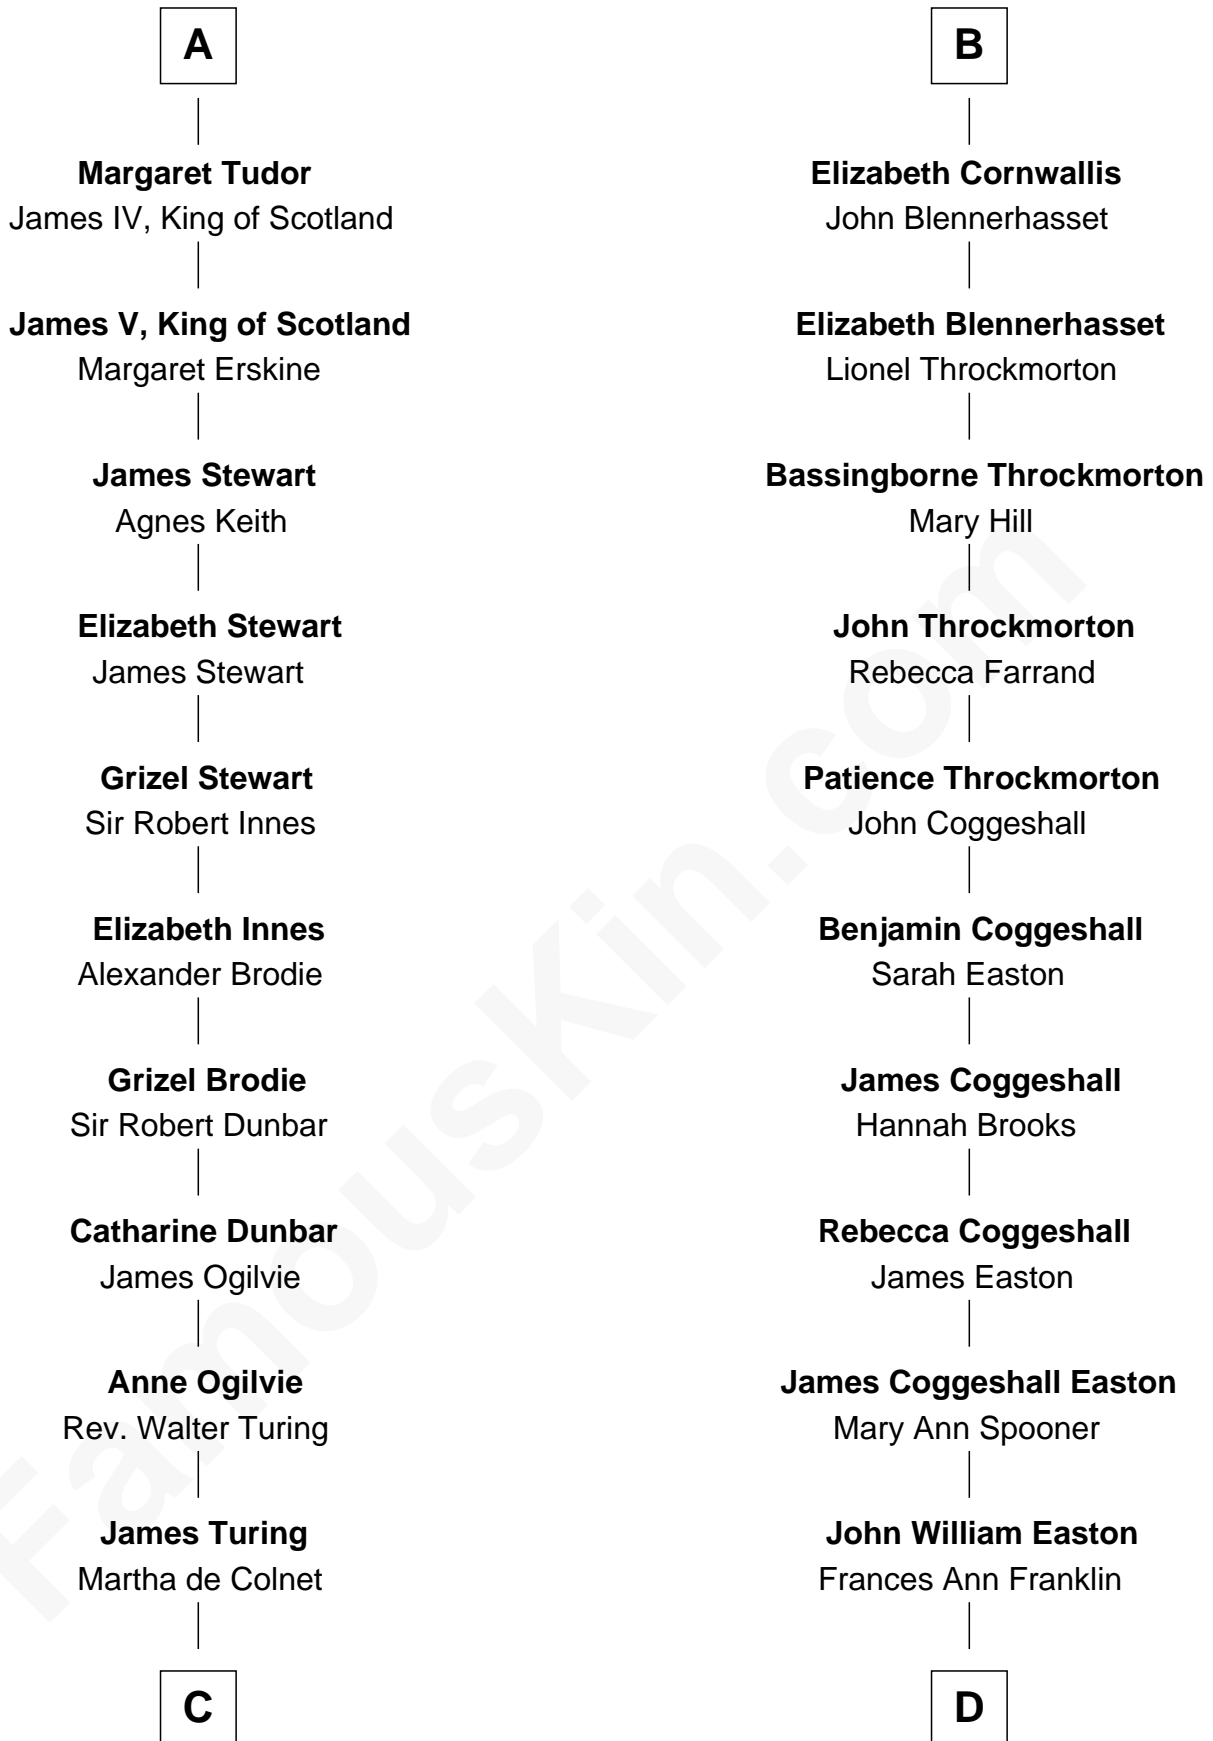 A
Margaret Tudor
James IV, King of Scotland
James V, King of Scotland
Margaret Erskine
James Stewart
Agnes Keith
Elizabeth Stewart
James Stewart
Grizel Stewart
Sir Robert Innes
Elizabeth Innes
Alexander Brodie
Grizel Brodie
Sir Robert Dunbar
Catharine Dunbar
James Ogilvie
Anne Ogilvie
Rev. Walter Turing
James Turing
Martha de Colnet
C
B
Elizabeth Cornwallis
John Blennerhasset
Elizabeth Blennerhasset
Lionel Throckmorton
Bassingborne Throckmorton
Mary Hill
John Throckmorton
Rebecca Farrand
Patience Throckmorton
John Coggeshall
Benjamin Coggeshall
Sarah Easton
James Coggeshall
Hannah Brooks
Rebecca Coggeshall
James Easton
James Coggeshall Easton
Mary Ann Spooner
John William Easton
Frances Ann Franklin
D
FamousKin.com